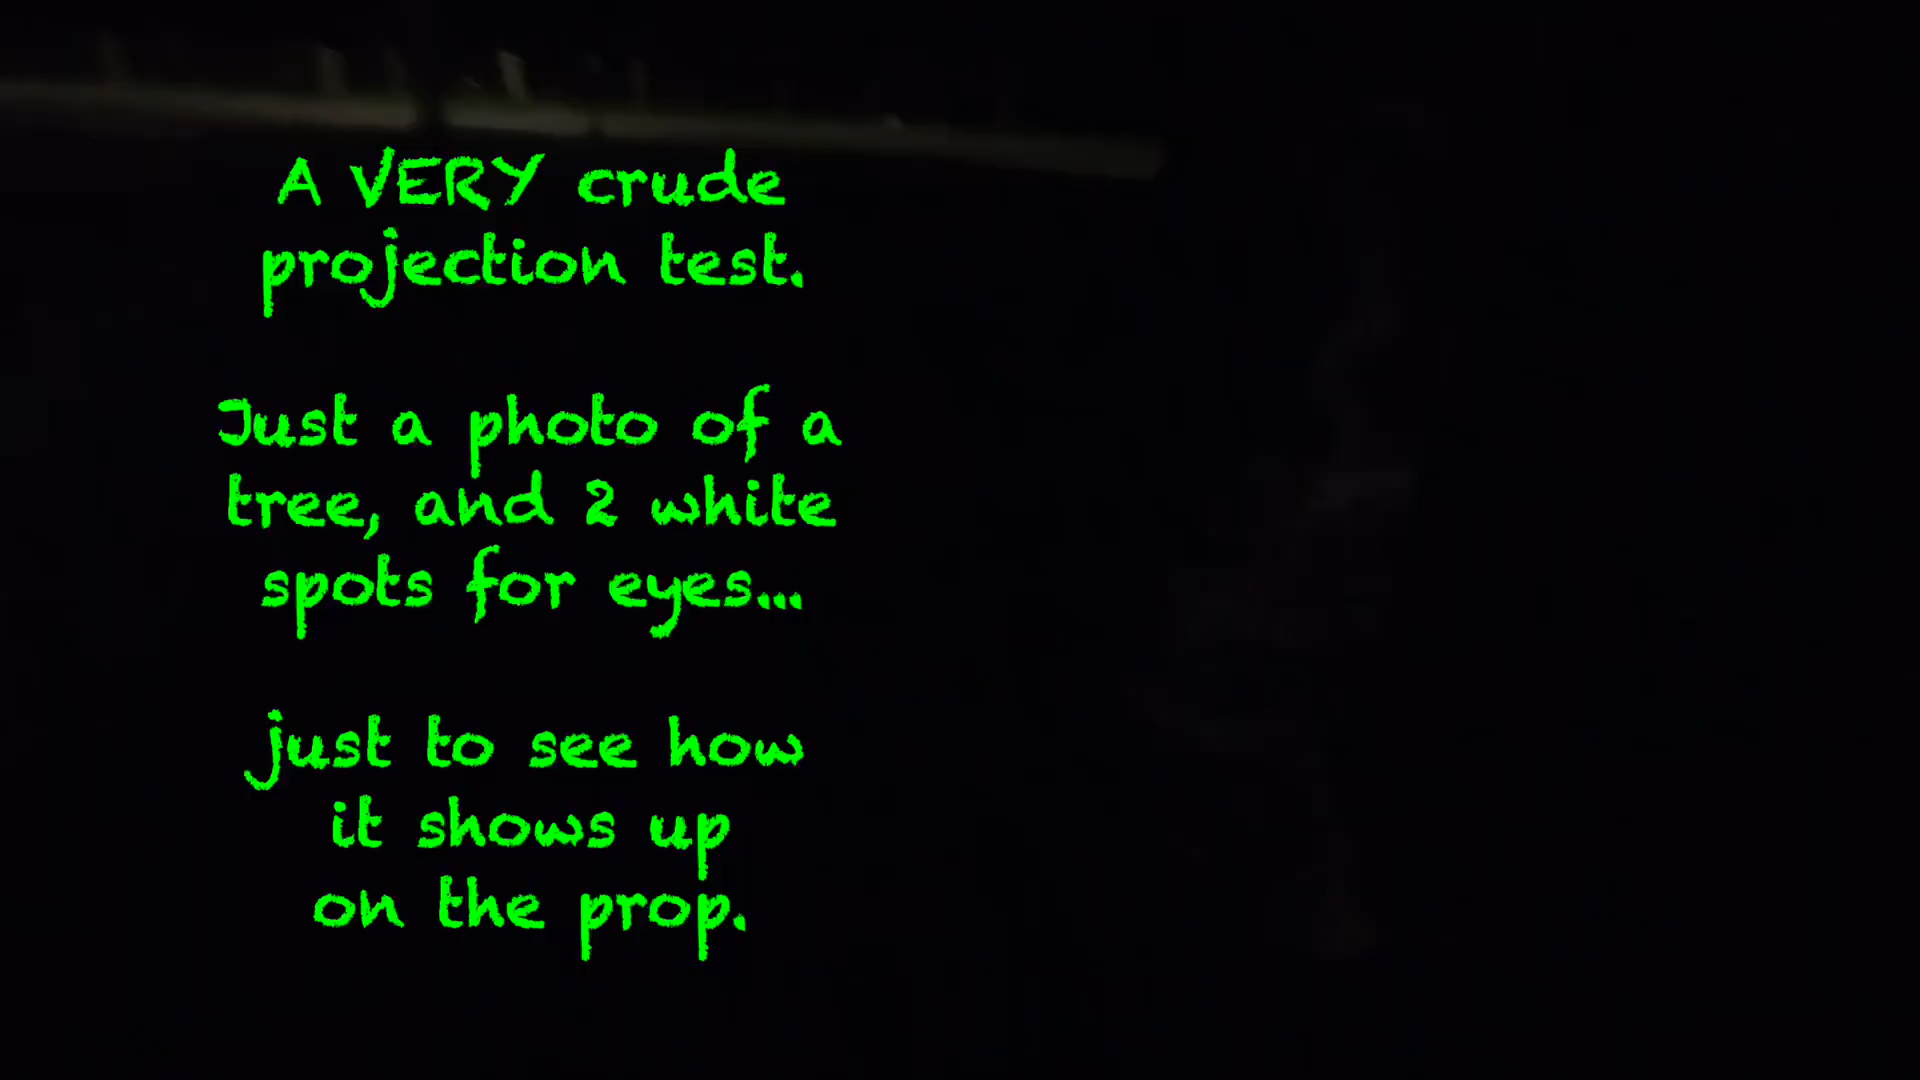 A VERY crude
projection test.
Just a photo of a
tree, and 2 white
spots for eyes...
just to see how
it shows up
on the prop.